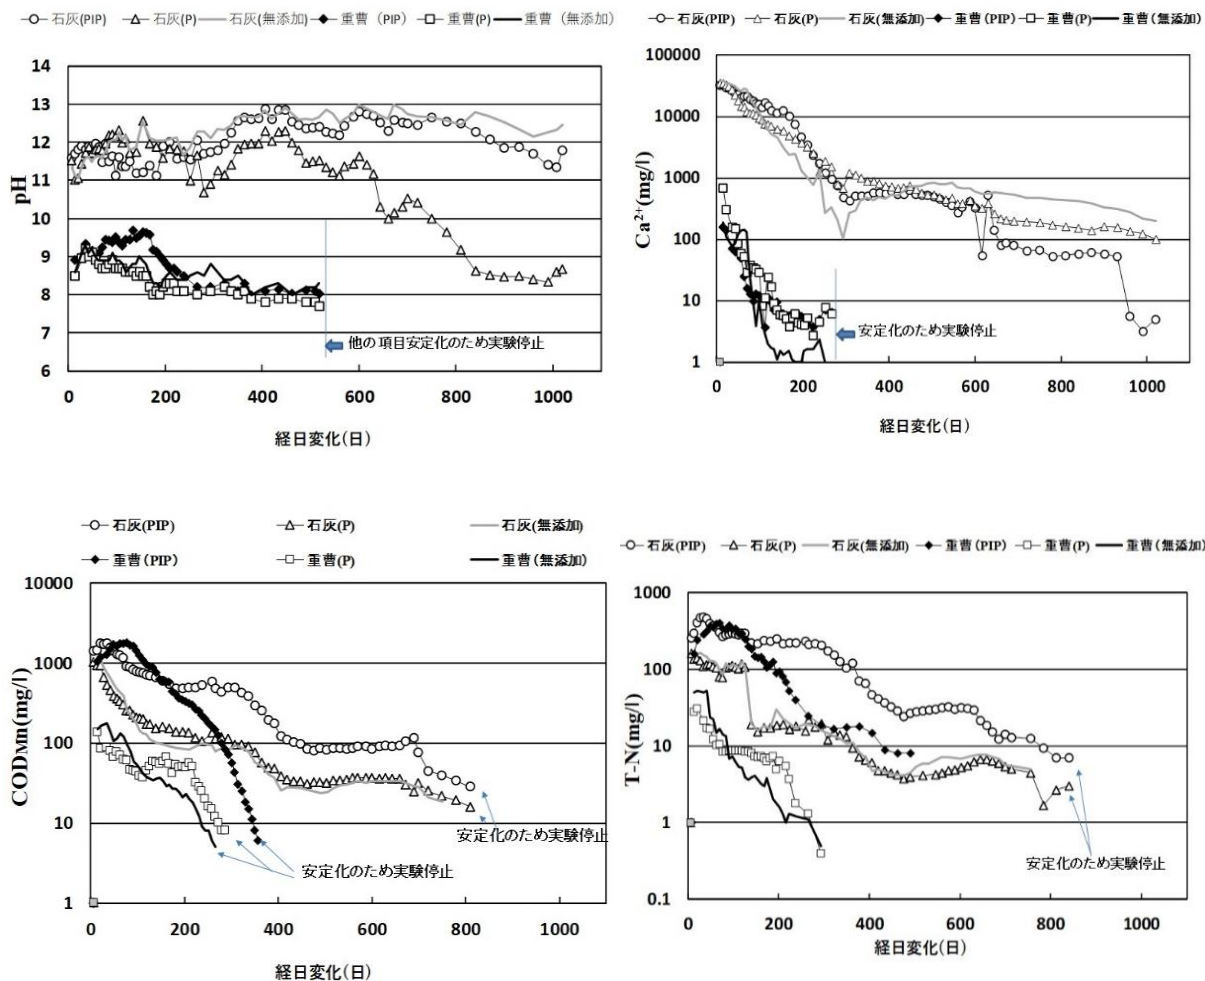 石灰(PIP) 石灰(P) 石灰(無添加) 重曹（PIP） 重曹(P) 重曹（無添加）
14
13
12
11
10
9
8
7
6
pH
他の項目安定化のため実験停止
0 200 400 600 800 1000
経日変化(日)
石灰(PIP) 石灰(P) 石灰(無添加) 重曹（PIP） 重曹(P) 重曹（無添加）
100000
10000
1000
100
10
1
Ca²⁺(mg/l)
安定化のため実験停止
0 200 400 600 800 1000
経日変化(日)
石灰(PIP) 石灰(P) 石灰(無添加)
重曹（PIP） 重曹(P) 重曹（無添加）
10000
1000
100
10
1
CODMn(mg/l)
安定化のため実験停止
安定化のため実験停止
0 200 400 600 800 1000
経日変化(日)
石灰(PIP) 石灰(P) 石灰(無添加) 重曹（PIP） 重曹(P) 重曹（無添加）
1000
100
10
1
0.1
T-N(mg/l)
安定化のため実験停止
0 200 400 600 800 1000
経日変化(日)